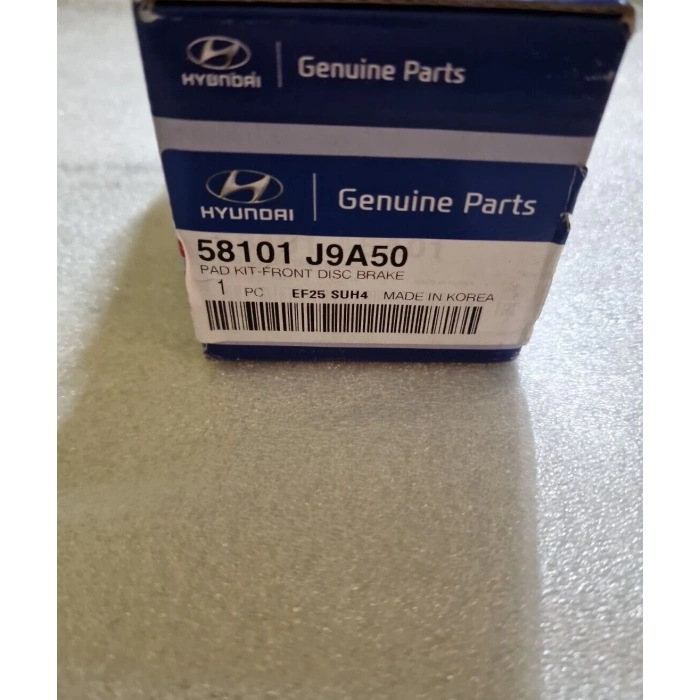 HYUNDAI Genuine Parts
HYUNDAI Genuine Parts
58101 J9A50
PAD KIT-FRONT DISC BRAKE
1 PC EF25 SUH4 MADE IN KOREA